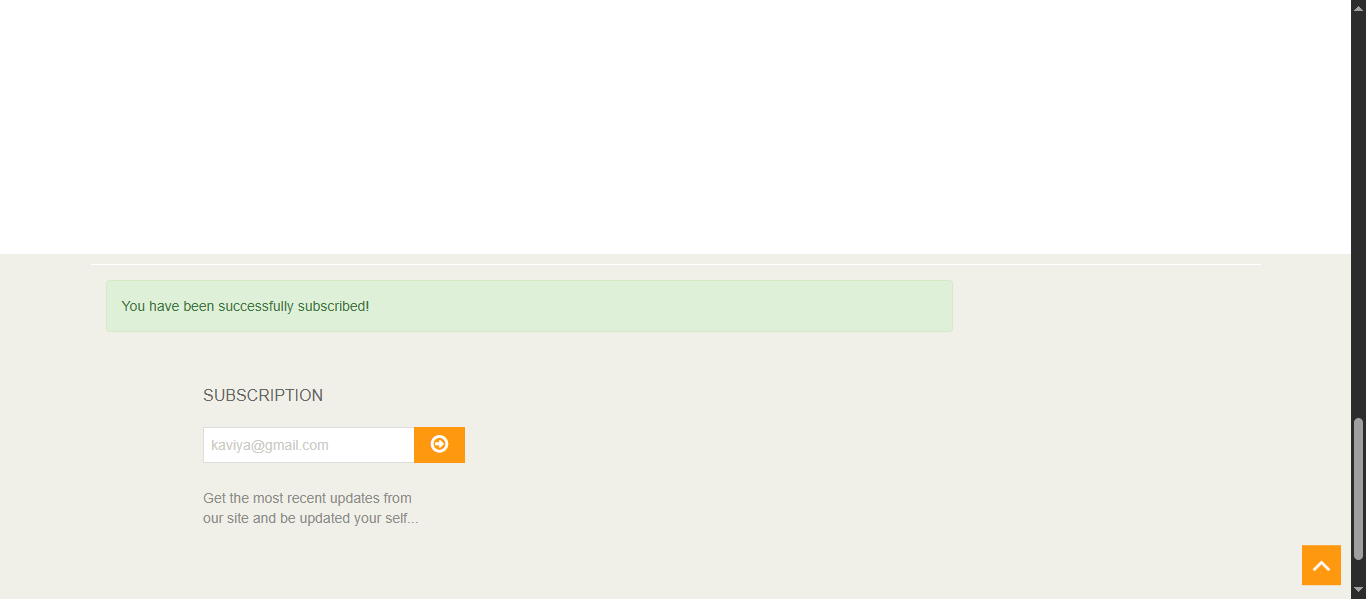 You have been successfully subscribed!
SUBSCRIPTION
kaviya@gmail.com
Get the most recent updates from
our site and be updated your self...